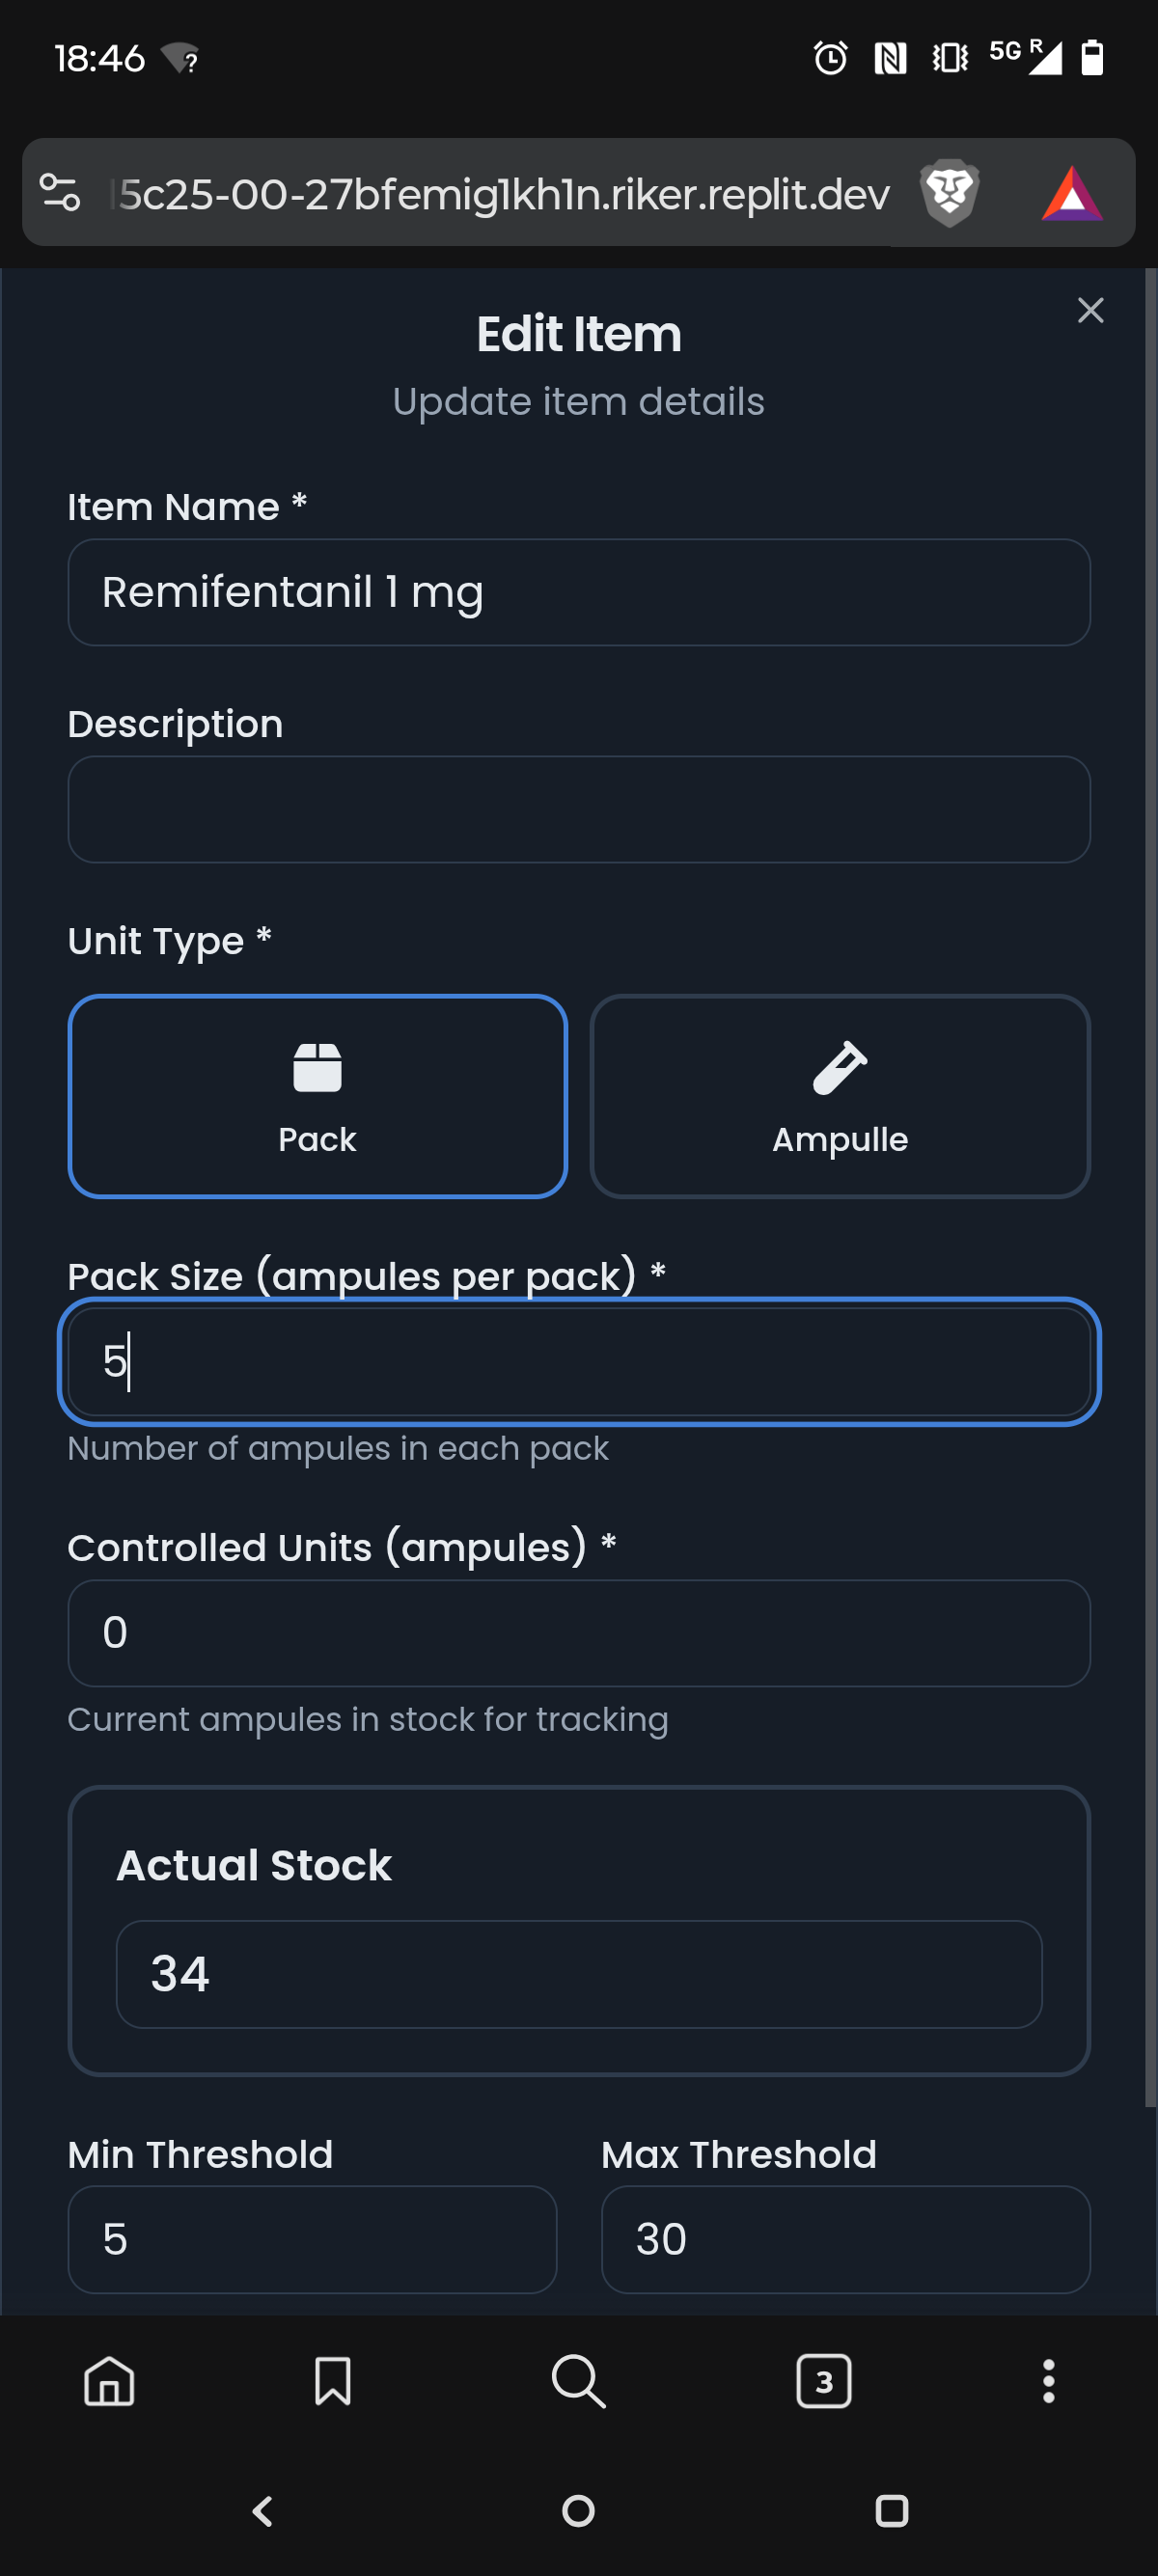 18:46
5G R
5c25-00-27bfemig1kh1n.riker.replit.dev
Edit Item
Update item details
Item Name *
Remifentanil 1 mg
Description
Unit Type *
Pack
Ampulle
Pack Size (ampules per pack) *
5
Number of ampules in each pack
Controlled Units (ampules) *
0
Current ampules in stock for tracking
Actual Stock
34
Min Threshold
Max Threshold
5
30
3